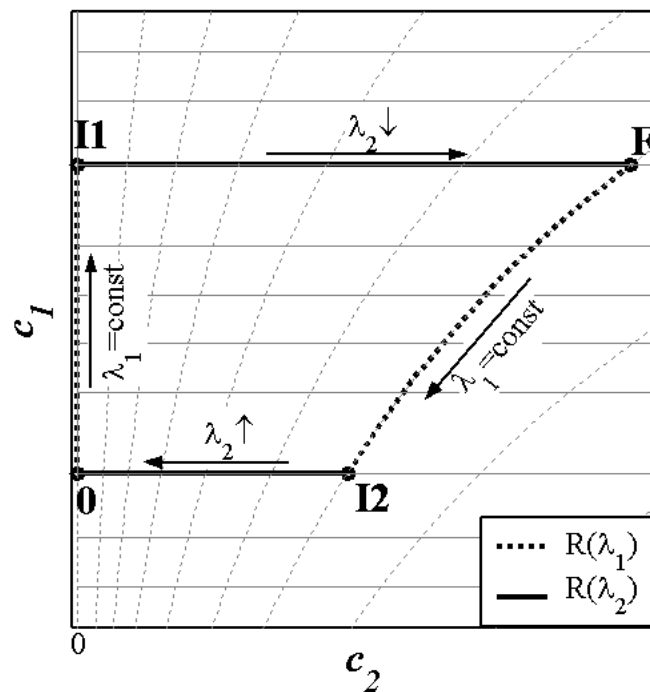 I1
λ₂↓
F
λ₁=const
c₁
λ₁=const
λ₂↑
0
I2
R(λ₁)
R(λ₂)
0
c₂